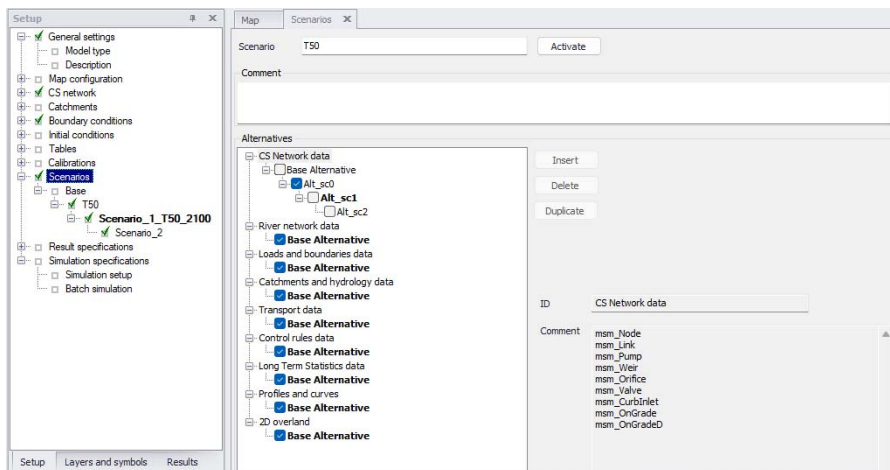 Setup
General settings
Model type
Description
Map configuration
CS network
Catchments
Boundary conditions
Initial conditions
Tables
Calibrations
Scenarios
Base
T50
Scenario_1_T50_2100
Scenario_2
Result specifications
Simulation specifications
Simulation setup
Batch simulation
Setup Layers and symbols Results
Map Scenarios
Scenario T50 Activate
Comment
Alternatives
CS Network data
Base Alternative
Alt_sc0
Alt_sc1
Alt_sc2
River network data
Base Alternative
Loads and boundaries data
Base Alternative
Catchments and hydrology data
Base Alternative
Transport data
Base Alternative
Control rules data
Base Alternative
Long Term Statistics data
Base Alternative
Profiles and curves
Base Alternative
2D overland
Base Alternative
Insert
Delete
Duplicate
ID CS Network data
Comment
msm_Node
msm_Link
msm_Pump
msm_Weir
msm_Orifice
msm_Valve
msm_CurbInlet
msm_OnGrade
msm_OnGradeD